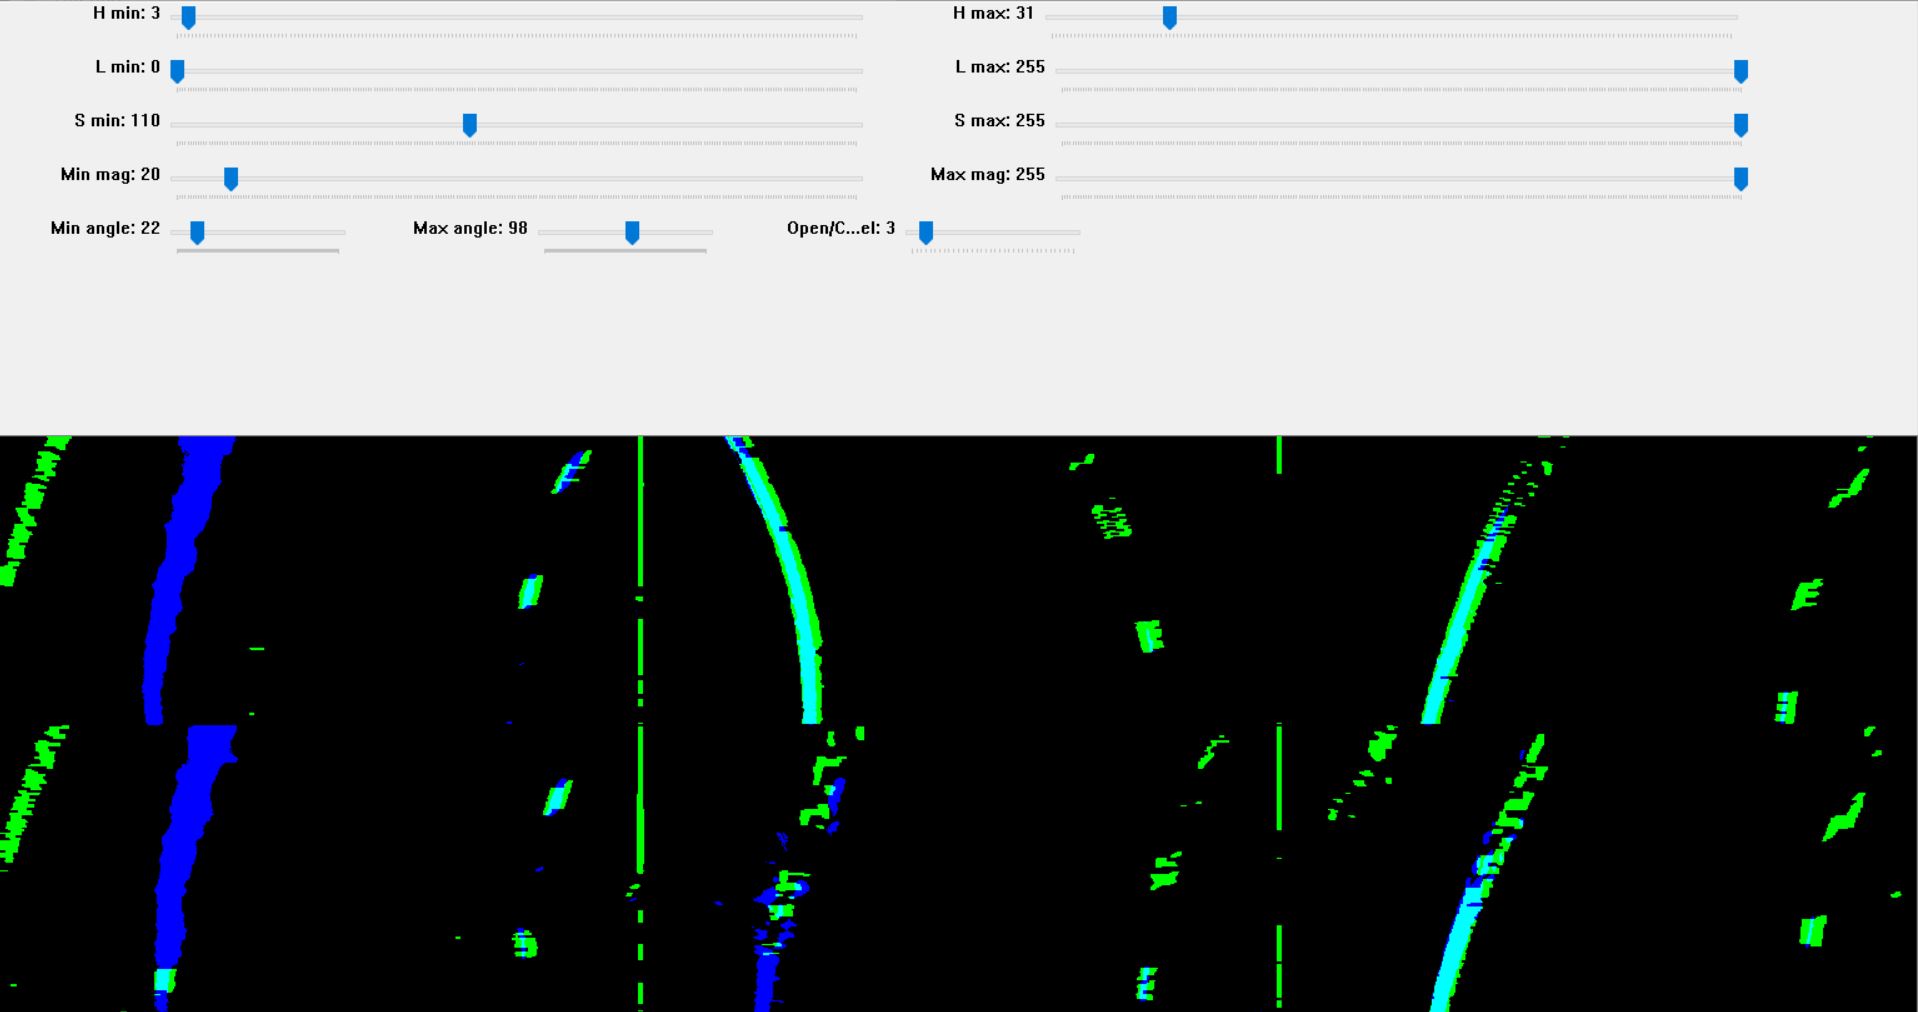 H min: 3 H max: 31
L min: 0 L max: 255
S min: 110 S max: 255
Min mag: 20 Max mag: 255
Min angle: 22 Max angle: 98 Open/C...el: 3